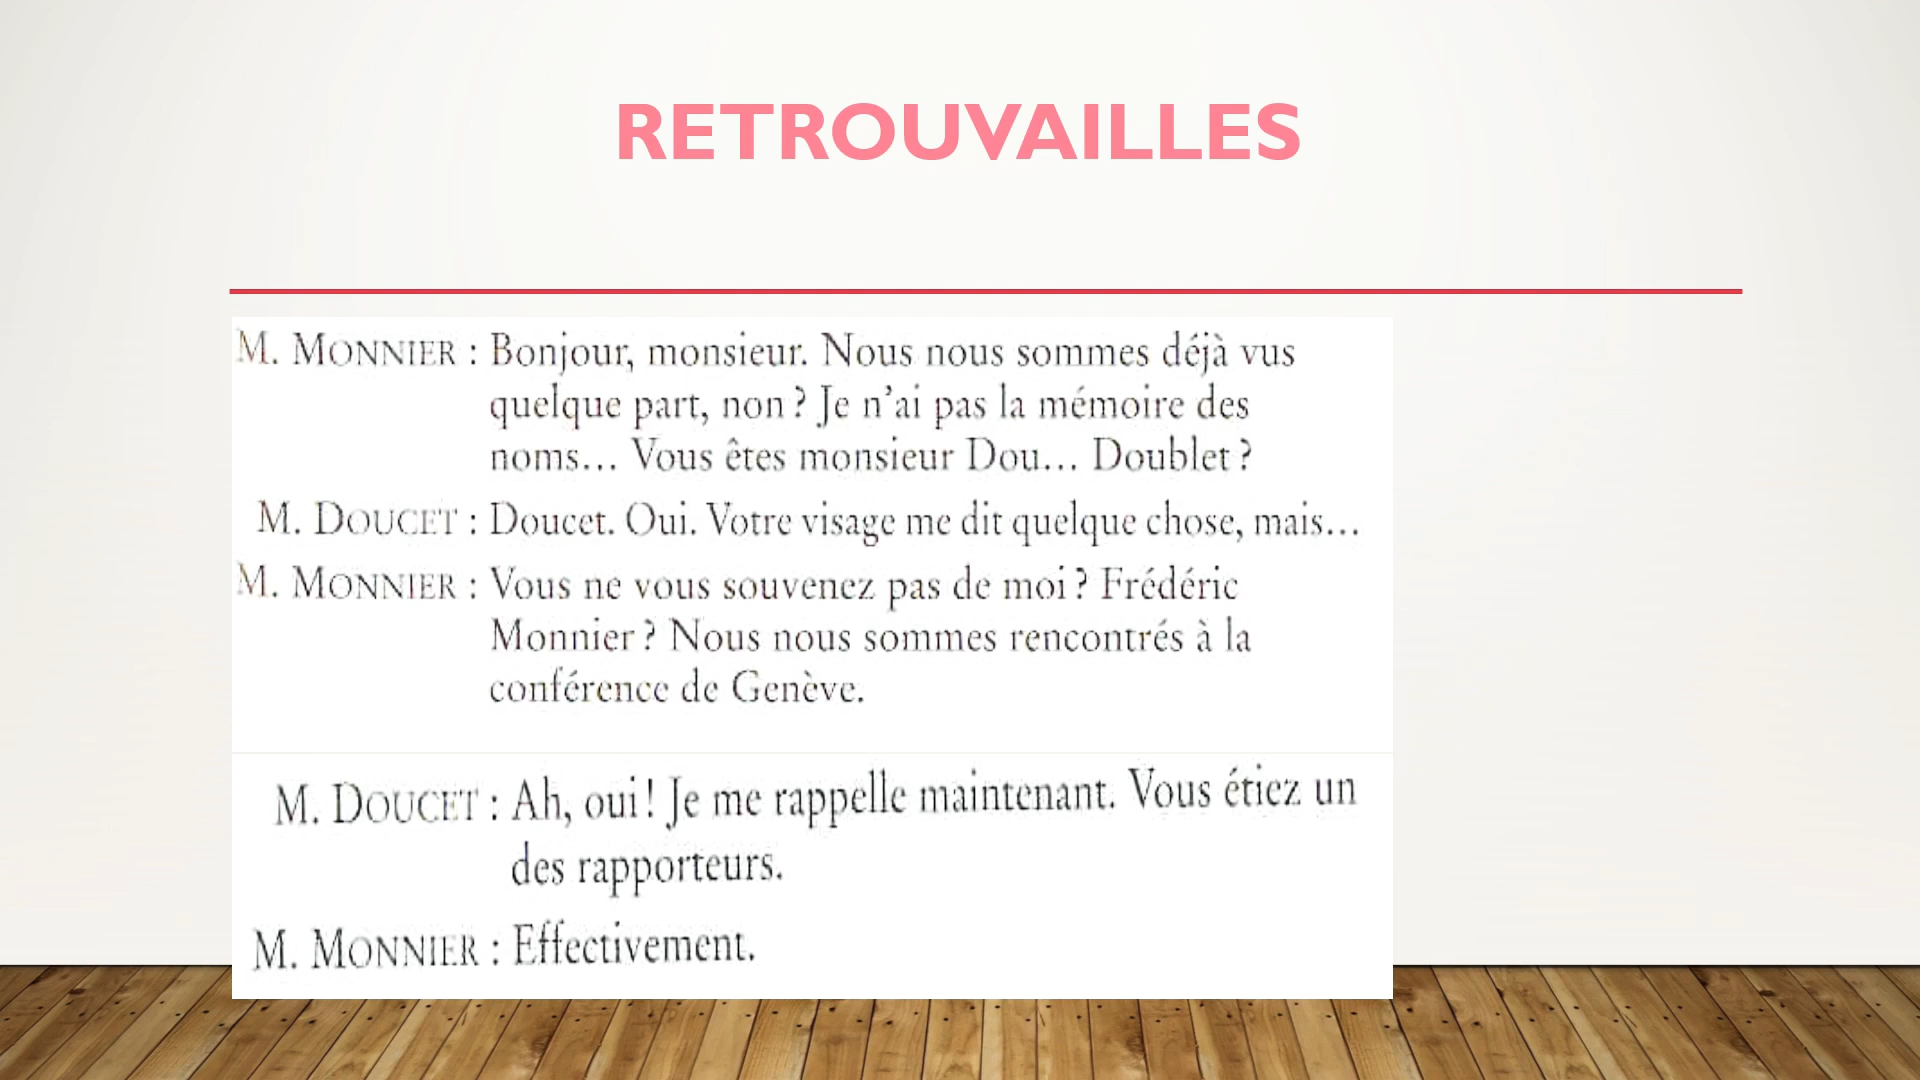 RETROUVAILLES
M. MONNIER : Bonjour, monsieur. Nous nous sommes déjà vus
quelque part, non ? Je n’ai pas la mémoire des
noms… Vous êtes monsieur Dou… Doublet ?
M. DOUCET : Doucet. Oui. Votre visage me dit quelque chose, mais…
M. MONNIER : Vous ne vous souvenez pas de moi ? Frédéric
Monnier ? Nous nous sommes rencontrés à la
conférence de Genève.
M. DOUCET : Ah, oui ! Je me rappelle maintenant. Vous étiez un
des rapporteurs.
M. MONNIER : Effectivement.